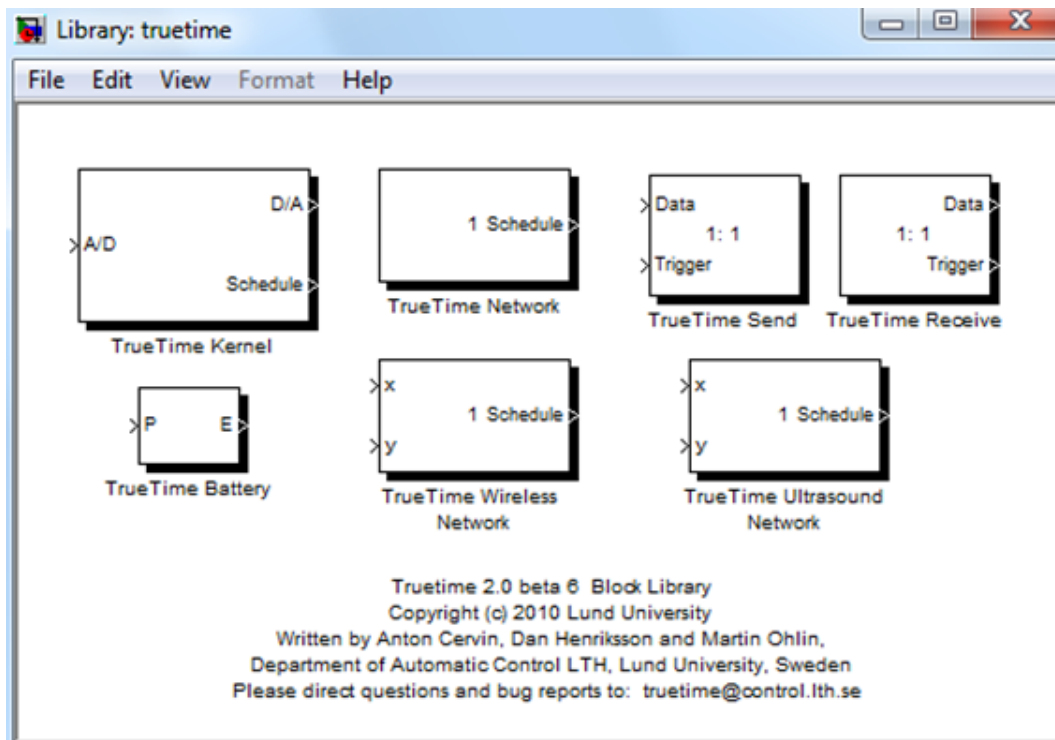 Library: truetime
File Edit View Format Help
A/D
D/A
Schedule
TrueTime Kernel
1 Schedule
TrueTime Network
Data
1: 1
Trigger
TrueTime Send
Data
1: 1
Trigger
TrueTime Receive
P E
TrueTime Battery
x
1 Schedule
y
TrueTime Wireless
Network
x
1 Schedule
y
TrueTime Ultrasound
Network
Truetime 2.0 beta 6 Block Library
Copyright (c) 2010 Lund University
Written by Anton Cervin, Dan Henriksson and Martin Ohlin,
Department of Automatic Control LTH, Lund University, Sweden
Please direct questions and bug reports to: truetime@control.lth.se